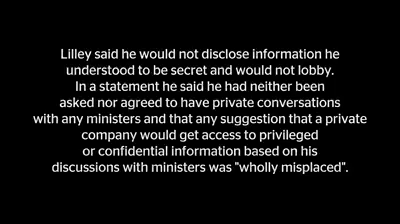 Lilley said he would not disclose information he
understood to be secret and would not lobby.
In a statement he said he had neither been
asked nor agreed to have private conversations
with any ministers and that any suggestion that a private
company would get access to privileged
or confidential information based on his
discussions with ministers was "wholly misplaced".